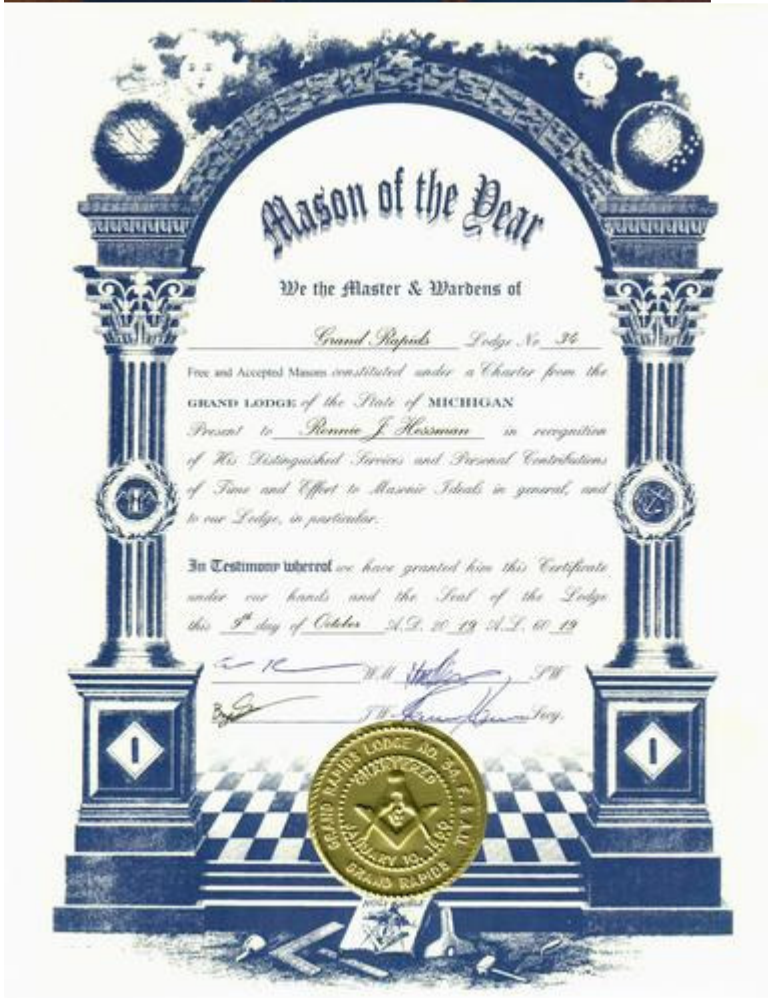 Mason of the Year
We the Master & Wardens of
Grand Rapids Lodge No 34
Free and Accepted Masons constituted under a Charter from the
GRAND LODGE of the State of MICHIGAN
Present to Ronnie J. Hessman in recognition
of His Distinguished Services and Personal Contributions
of Time and Effort to Masonic Ideals in general, and
to our Lodge, in particular.
In Testimony whereof we have granted him this Certificate
under our hands and the Seal of the Lodge
this 9th day of October A.D. 20 19 A.L. 60 19
W.M. S.W.
J.W. Secy.
GRAND RAPIDS LODGE NO. 34, F. & A.M.
CHARTERED
JANUARY 10,
GRAND RAPIDS
HOLY BIBLE